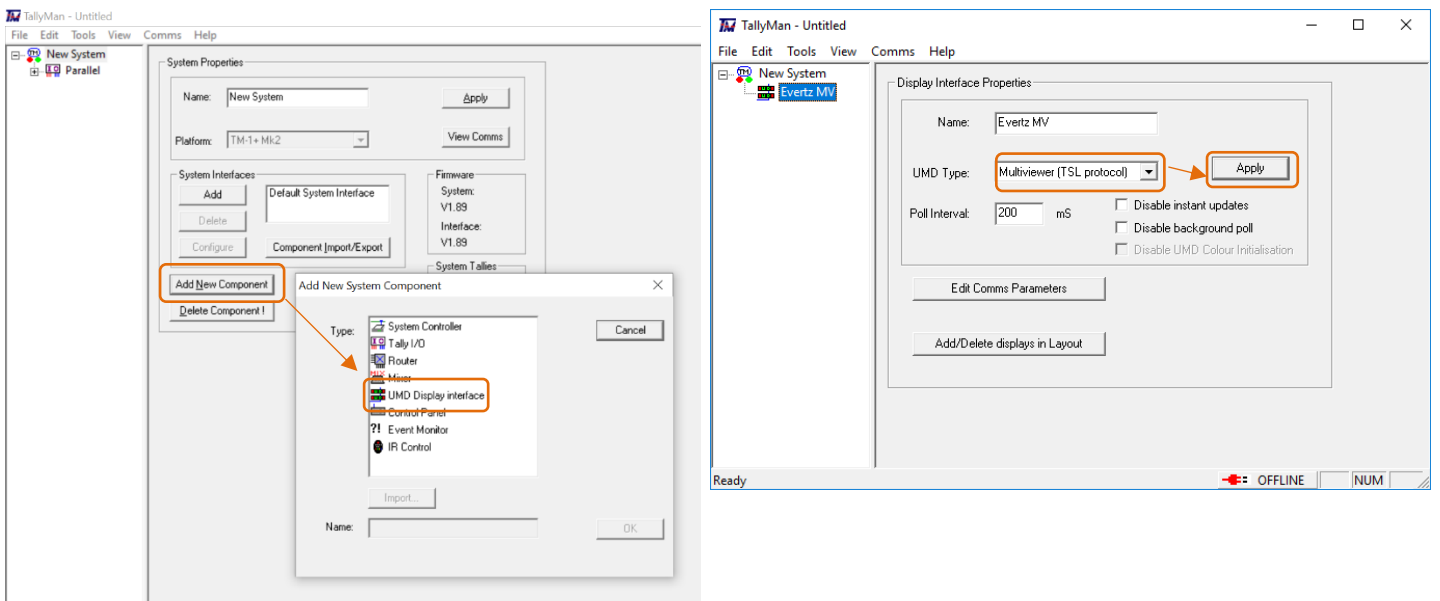 TallyMan - Untitled
File Edit Tools View Comms Help
New System
Parallel
System Properties
Name: New System
Apply
Platform: TM-1+ Mk2
View Comms
System Interfaces
Add
Default System Interface
Delete
Configure
Component Import/Export
Firmware
System:
V1.89
Interface:
V1.89
System Tallies
Add New Component
Delete Component !
Add New System Component
Type:
System Controller
Tally I/O
Router
Mixer
UMD Display interface
Control Panel
?! Event Monitor
IR Control
Cancel
Import...
Name:
OK
TallyMan - Untitled
File Edit Tools View Comms Help
New System
Evertz MV
Display Interface Properties
Name: Evertz MV
UMD Type: Multiviewer (TSL protocol)
Apply
Poll Interval: 200 mS
Disable instant updates
Disable background poll
Disable UMD Colour Initialisation
Edit Comms Parameters
Add/Delete displays in Layout
Ready
OFFLINE
NUM